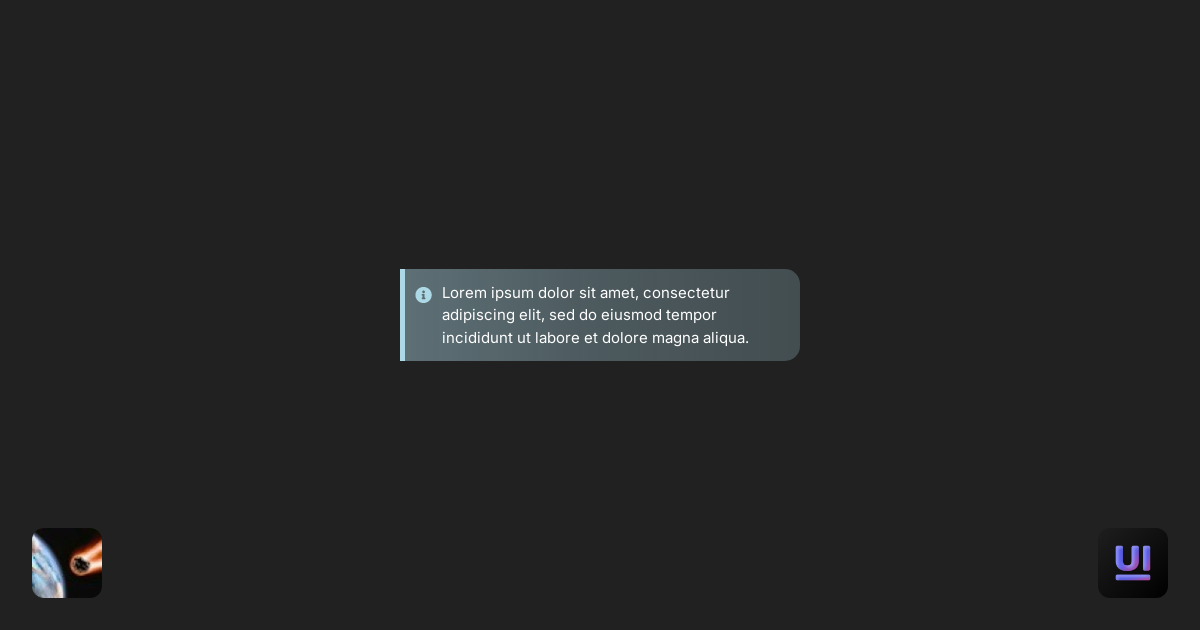 Lorem ipsum dolor sit amet, consectetur
adipiscing elit, sed do eiusmod tempor
incididunt ut labore et dolore magna aliqua.
UI